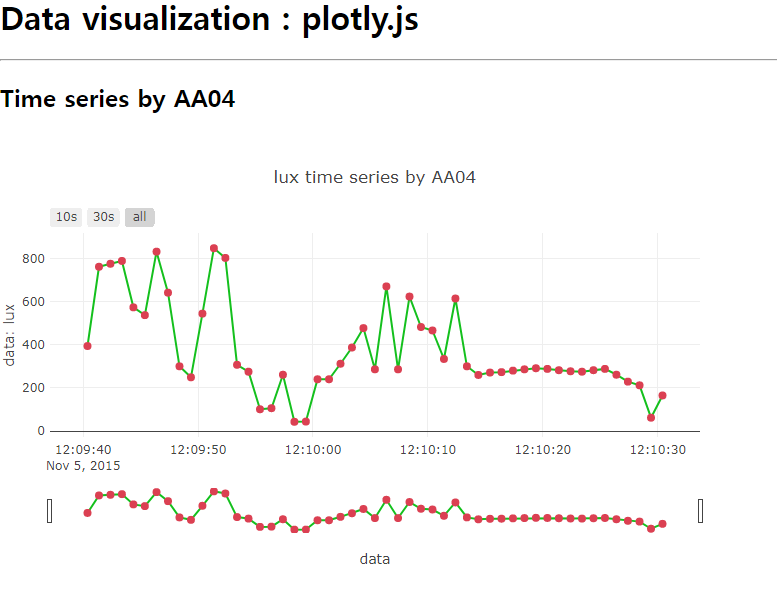 Data visualization : plotly.js
Time series by AA04
lux time series by AA04
10s 30s all
data: lux
800
600
400
200
0
12:09:40 12:09:50 12:10:00 12:10:10 12:10:20 12:10:30
Nov 5, 2015
data